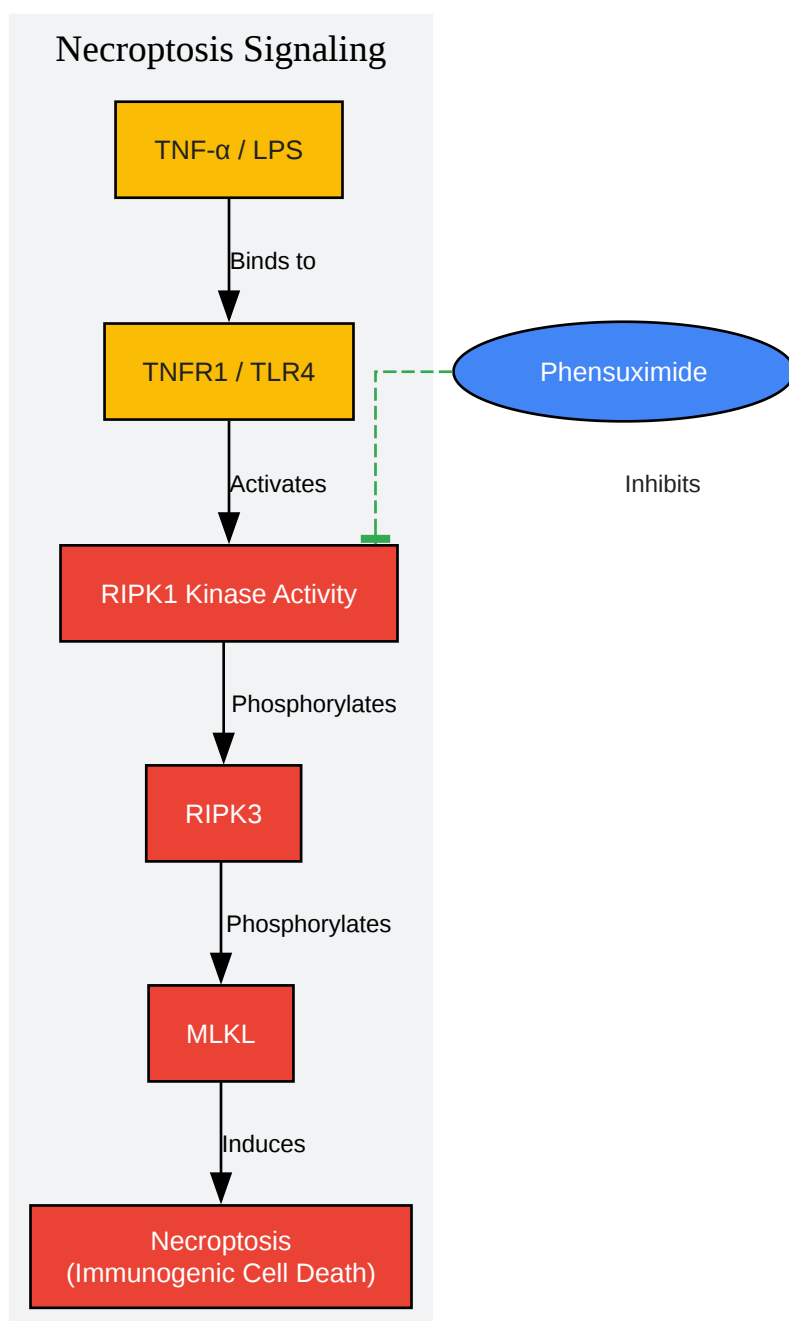 Necroptosis Signaling
TNF-α / LPS
Binds to
TNFR1 / TLR4
Phensuximide
Activates
Inhibits
RIPK1 Kinase Activity
Phosphorylates
RIPK3
Phosphorylates
MLKL
Induces
Necroptosis
(Immunogenic Cell Death)